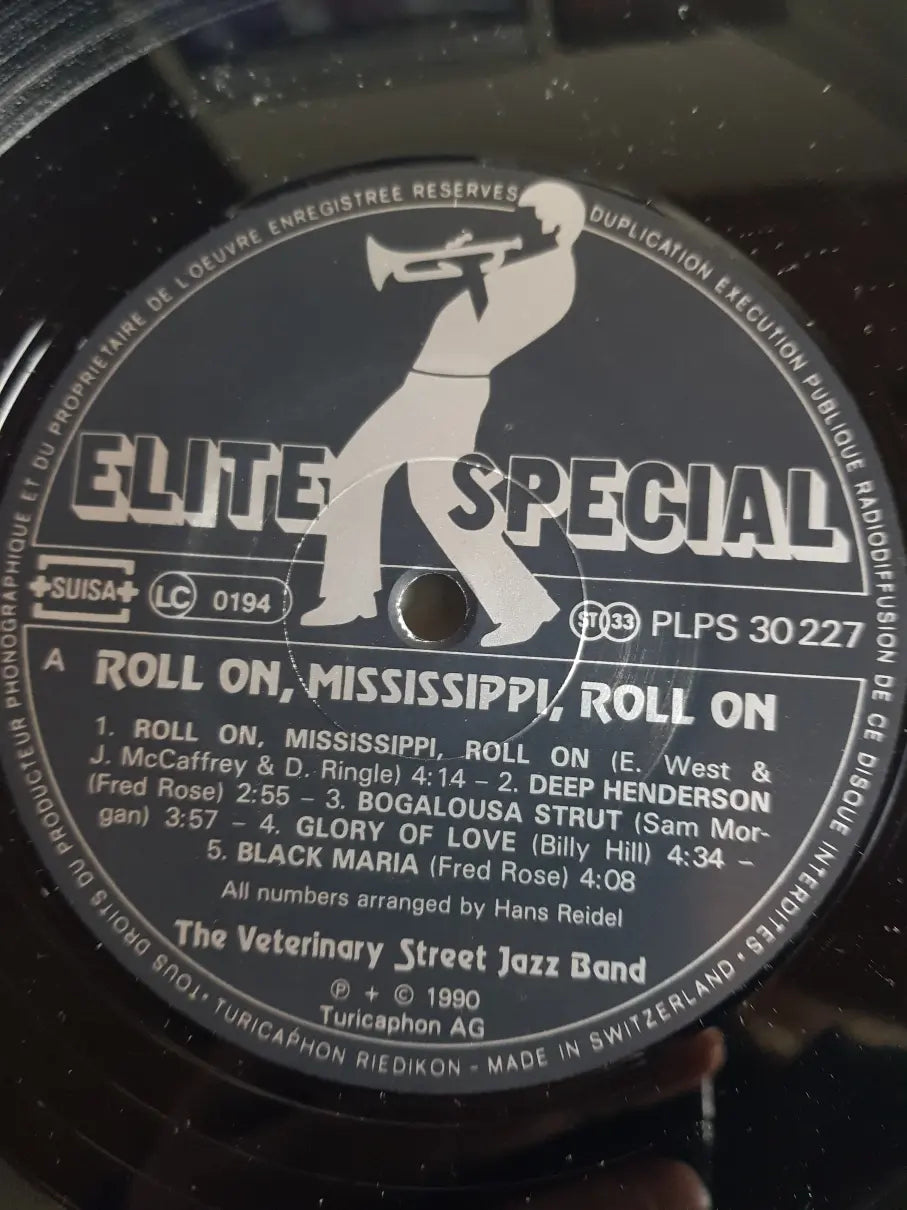 TOUS DROITS DU PRODUCTEUR PHONOGRAPHIQUE ET DU PROPRIETAIRE DE L'OEUVRE ENREGISTREE RESERVES
DUPLICATION EXECUTION PUBLIQUE RADIODIFFUSION DE CE DISQUE INTERDITES •
ELITE SPECIAL
+SUISA+ LC 0194 ST 33 PLPS 30227
A ROLL ON, MISSISSIPPI, ROLL ON
1. ROLL ON, MISSISSIPPI, ROLL ON (E. West &
J. McCaffrey & D. Ringle) 4:14 – 2. DEEP HENDERSON
(Fred Rose) 2:55 – 3. BOGALOUSA STRUT (Sam Mor-
gan) 3:57 – 4. GLORY OF LOVE (Billy Hill) 4:34 –
5. BLACK MARIA (Fred Rose) 4:08
All numbers arranged by Hans Reidel
The Veterinary Street Jazz Band
℗ + © 1990
Turicaphon AG
• TURICAPHON RIEDIKON - MADE IN SWITZERLAND •